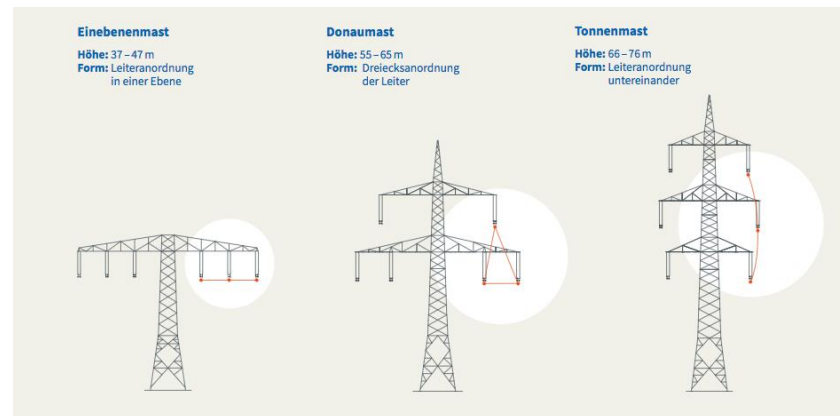 Einebenenmast
Höhe: 37 – 47 m
Form: Leiteranordnung
in einer Ebene
Donaumast
Höhe: 55 – 65 m
Form: Dreiecksanordnung
der Leiter
Tonnenmast
Höhe: 66 – 76 m
Form: Leiteranordnung
untereinander